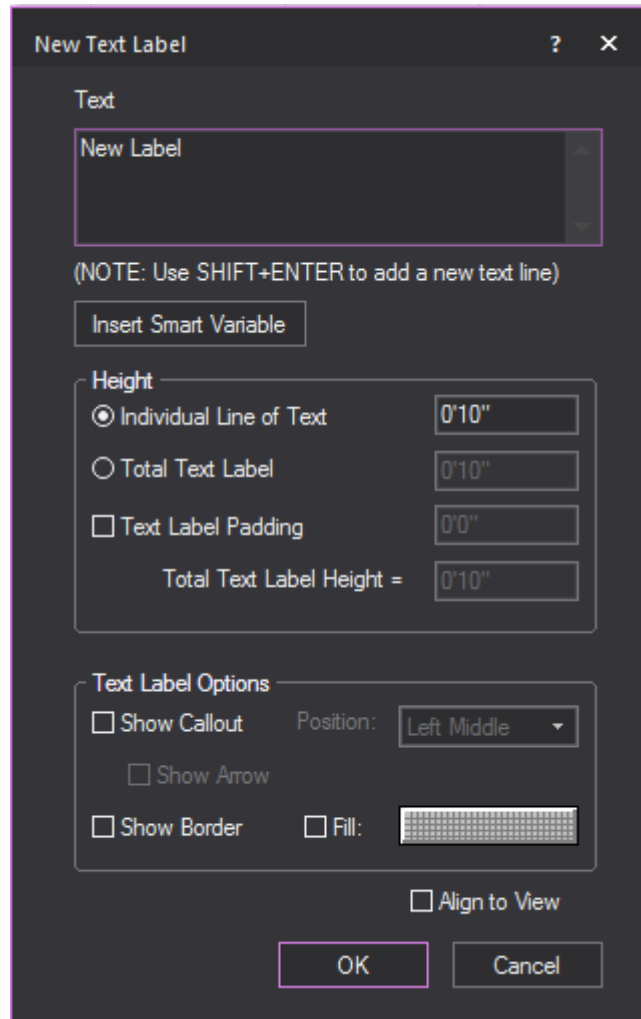 New Text Label ? ✕
Text
New Label
(NOTE: Use SHIFT+ENTER to add a new text line)
Insert Smart Variable
Height
Individual Line of Text 0'10"
Total Text Label 0'10"
Text Label Padding 0'0"
Total Text Label Height = 0'10"
Text Label Options
Show Callout Position: Left Middle
Show Arrow
Show Border Fill:
Align to View
OK Cancel